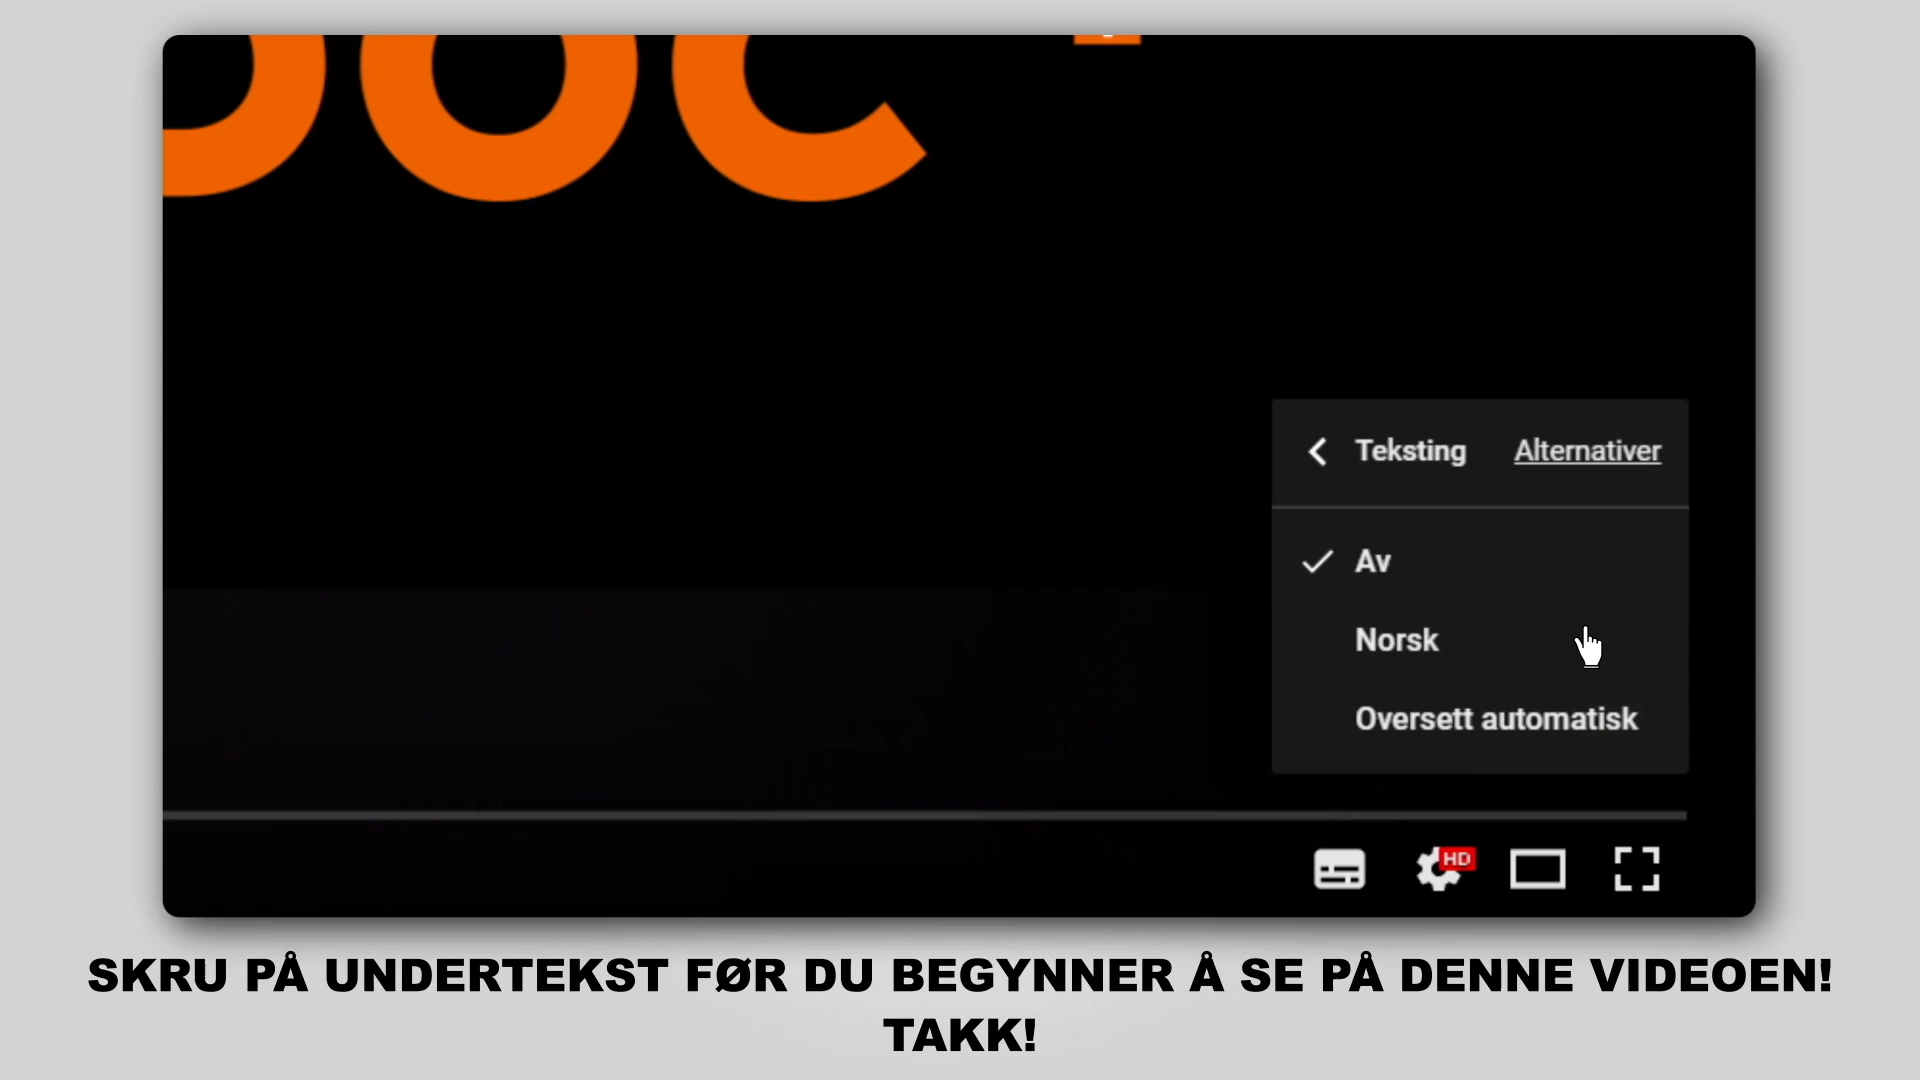 Teksting Alternativer
Av
Norsk
Oversett automatisk
HD
SKRU PÅ UNDERTEKST FØR DU BEGYNNER Å SE PÅ DENNE VIDEOEN!
TAKK!